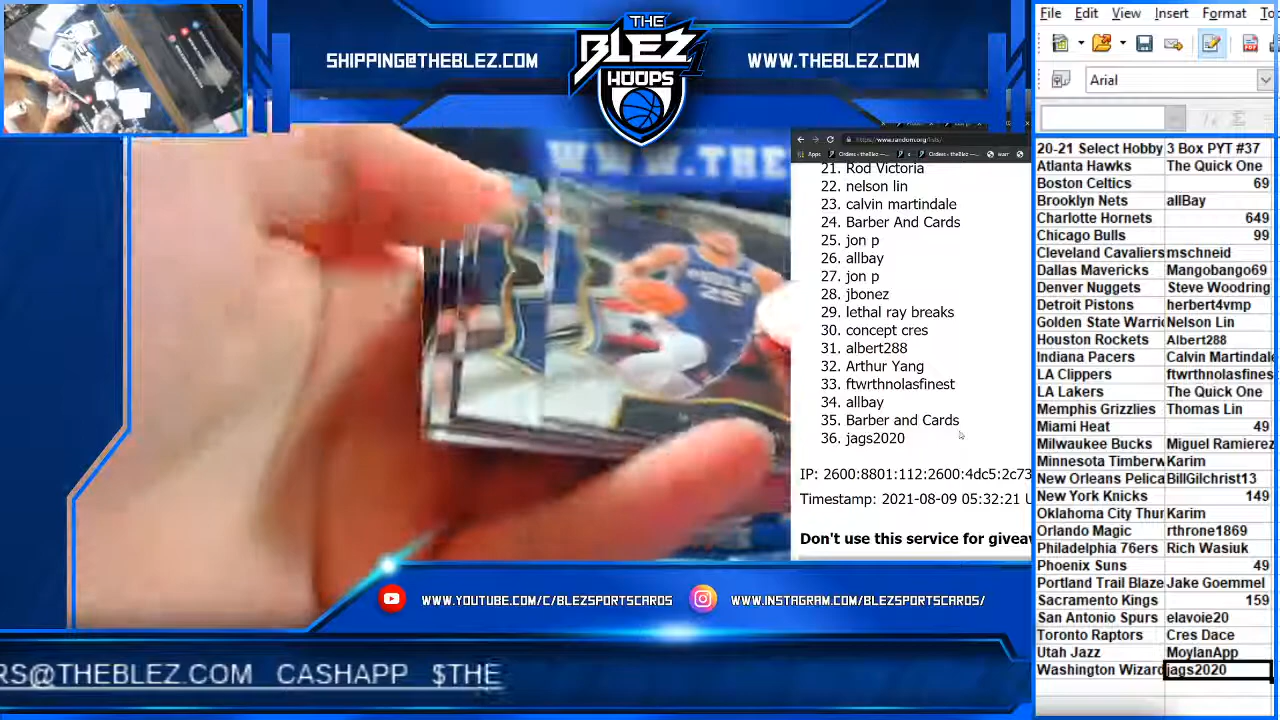 SHIPPING@THEBLEZ.COM
THE
BLEZ 1
HOOPS
WWW.THEBLEZ.COM
WWW.THE
25
21. Rod Victoria
22. nelson lin
23. calvin martindale
24. Barber And Cards
25. jon p
26. allbay
27. jon p
28. jbonez
29. lethal ray breaks
30. concept cres
31. albert288
32. Arthur Yang
33. ftwrthnolasfinest
34. allbay
35. Barber and Cards
36. jags2020
IP: 2600:8801:112:2600:4dc5:2c73
Timestamp: 2021-08-09 05:32:21 U
Don't use this service for giveaw
File Edit View Insert Format To
Arial
20-21 Select Hobby 3 Box PYT #37
Atlanta Hawks The Quick One
Boston Celtics 69
Brooklyn Nets allBay
Charlotte Hornets 649
Chicago Bulls 99
Cleveland Cavaliers mschneid
Dallas Mavericks Mangobango69
Denver Nuggets Steve Woodring
Detroit Pistons herbert4vmp
Golden State Warric Nelson Lin
Houston Rockets Albert288
Indiana Pacers Calvin Martindale
LA Clippers ftwrthnolasfines
LA Lakers The Quick One
Memphis Grizzlies Thomas Lin
Miami Heat 49
Milwaukee Bucks Miguel Ramierez
Minnesota Timberw Karim
New Orleans Pelica BillGilchrist13
New York Knicks 149
Oklahoma City Thur Karim
Orlando Magic rthrone1869
Philadelphia 76ers Rich Wasiuk
Phoenix Suns 49
Portland Trail Blaze Jake Goemmel
Sacramento Kings 159
San Antonio Spurs elavoie20
Toronto Raptors Cres Dace
Utah Jazz MoylanApp
Washington Wizard jags2020
WWW.YOUTUBE.COM/C/BLEZSPORTSCARDS
WWW.INSTAGRAM.COM/BLEZSPORTSCARDS/
RS@THEBLEZ.COM CASHAPP $THE